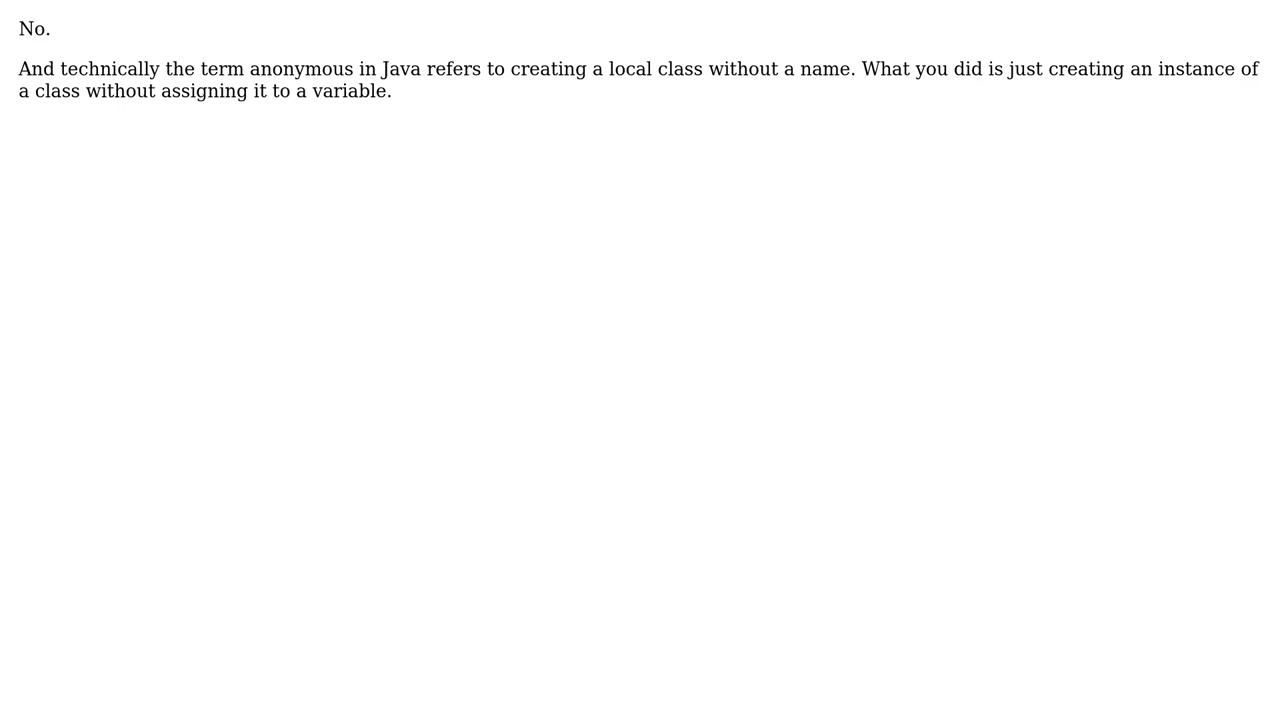 No.
And technically the term anonymous in Java refers to creating a local class without a name. What you did is just creating an instance of
a class without assigning it to a variable.